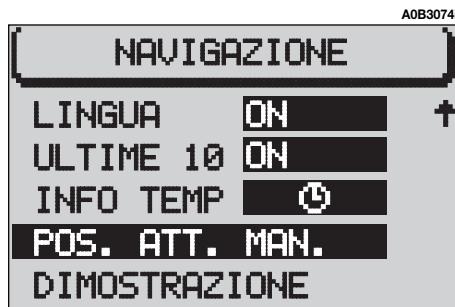 A0B3074
NAVIGAZIONE
LINGUA ON
ULTIME 10 ON
INFO TEMP
POS. ATT. MAN.
DIMOSTRAZIONE